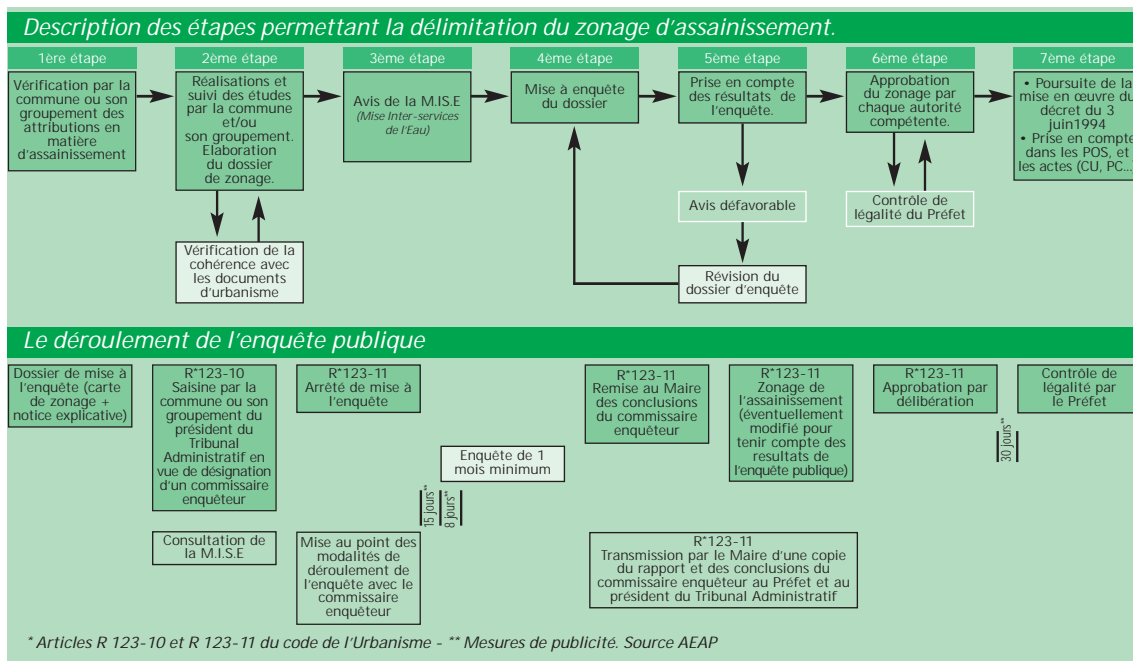 Description des étapes permettant la délimitation du zonage d'assainissement.
1ère étape
Vérification par la
commune ou son
groupement des
attributions en
matière
d'assainissement
2ème étape
Réalisations et
suivi des études
par la commune
et/ou
son groupement.
Elaboration
du dossier
de zonage.
Vérification de la
cohérence avec
les documents
d'urbanisme
3ème étape
Avis de la M.IS.E
(Mise Inter-services
de l'Eau)
4ème étape
Mise à enquête
du dossier
5ème étape
Prise en compte
des résultats de
l'enquête.
Avis défavorable
Révision du
dossier d'enquête
6ème étape
Approbation
du zonage par
chaque autorité
compétente.
Contrôle de
légalité du Préfet
7ème étape
• Poursuite de la
mise en œuvre du
décret du 3
juin1994
• Prise en compte
dans les POS, et
les actes (CU, PC...)
Le déroulement de l'enquête publique
Dossier de mise à
l'enquête (carte
de zonage +
notice explicative)
R*123-10
Saisine par la
commune ou son
groupement du
président du
Tribunal
Administratif en
vue de désignation
d'un commissaire
enquêteur
Consultation de
la M.I.S.E
R*123-11
Arrêté de mise à
l'enquête
Mise au point des
modalités de
déroulement de
l'enquête avec le
commissaire
enquêteur
15 jours**
8 jours**
Enquête de 1
mois minimum
R*123-11
Remise au Maire
des conclusions
du commissaire
enquêteur
R*123-11
Zonage de
l'assainissement
(éventuellement
modifié pour
tenir compte des
resultats de
l'enquête publique)
R*123-11
Transmission par le Maire d'une copie
du rapport et des conclusions du
commissaire enquêteur au Préfet et au
président du Tribunal Administratif
R*123-11
Approbation par
délibération
30 jours**
Contrôle de
légalité par
le Préfet
* Articles R 123-10 et R 123-11 du code de l'Urbanisme - ** Mesures de publicité. Source AEAP